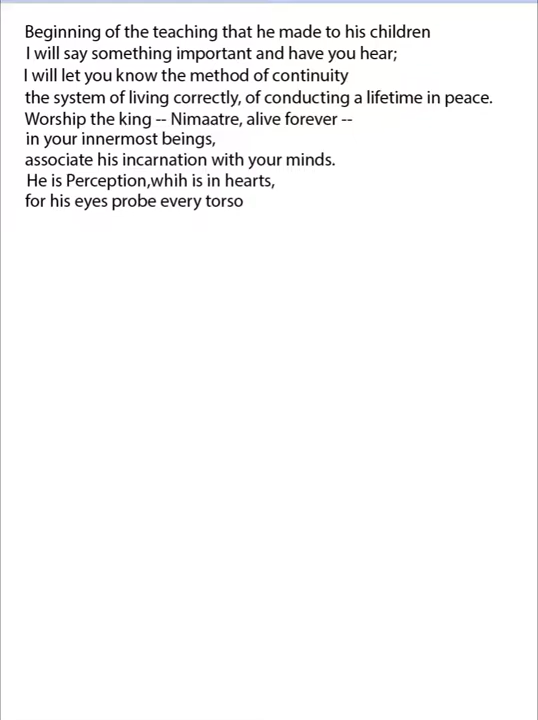 Beginning of the teaching that he made to his children
I will say something important and have you hear;
I will let you know the method of continuity
the system of living correctly, of conducting a lifetime in peace.
Worship the king -- Nimaatre, alive forever --
in your innermost beings,
associate his incarnation with your minds.
He is Perception,whih is in hearts,
for his eyes probe every torso